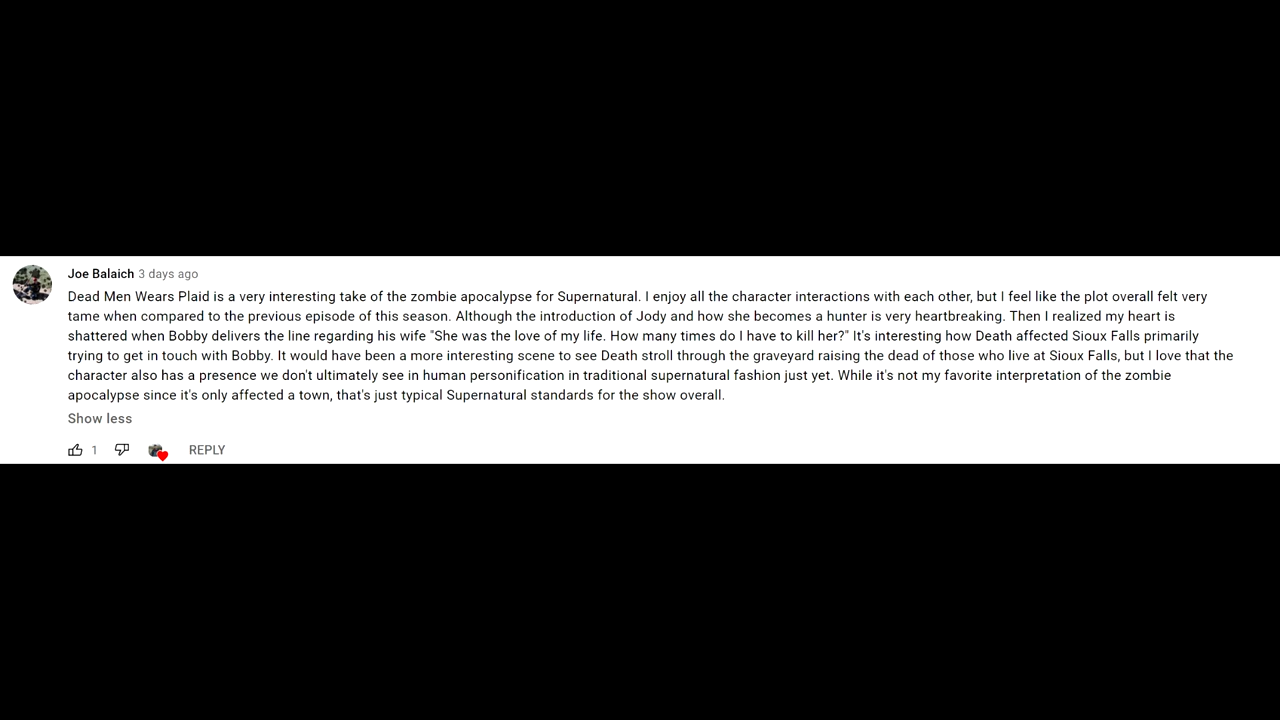 Joe Balaich 3 days ago
Dead Men Wears Plaid is a very interesting take of the zombie apocalypse for Supernatural. I enjoy all the character interactions with each other, but I feel like the plot overall felt very
tame when compared to the previous episode of this season. Although the introduction of Jody and how she becomes a hunter is very heartbreaking. Then I realized my heart is
shattered when Bobby delivers the line regarding his wife "She was the love of my life. How many times do I have to kill her?" It's interesting how Death affected Sioux Falls primarily
trying to get in touch with Bobby. It would have been a more interesting scene to see Death stroll through the graveyard raising the dead of those who live at Sioux Falls, but I love that the
character also has a presence we don't ultimately see in human personification in traditional supernatural fashion just yet. While it's not my favorite interpretation of the zombie
apocalypse since it's only affected a town, that's just typical Supernatural standards for the show overall.
Show less
1 REPLY